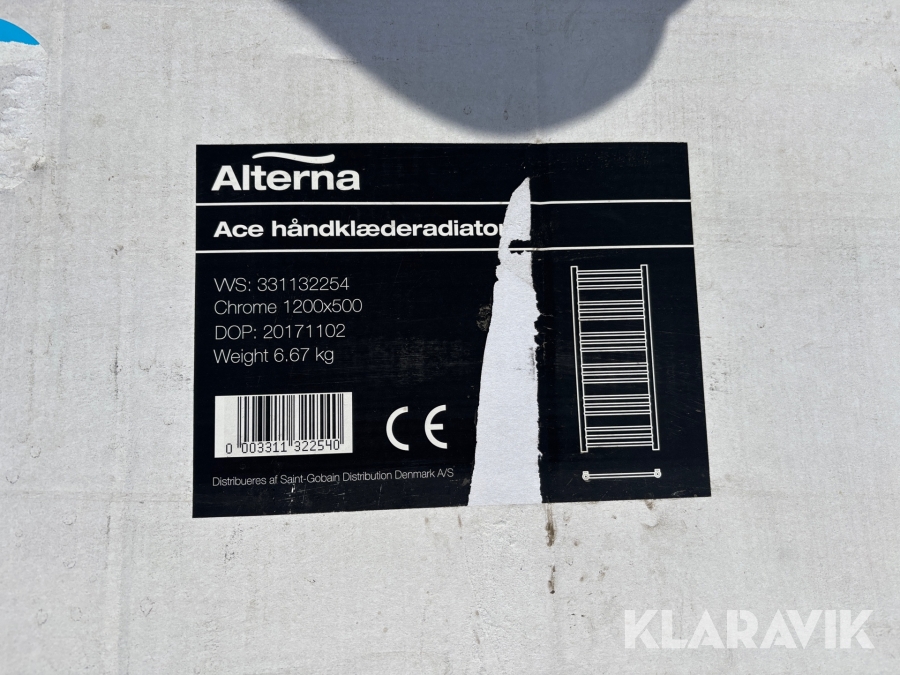 Alterna
Ace håndklæderadiator
VVS: 331132254
Chrome 1200x500
DOP: 20171102
Weight 6.67 kg
CE
0 003311 322540
Distribueres af Saint-Gobain Distribution Denmark A/S
KLARAVIK